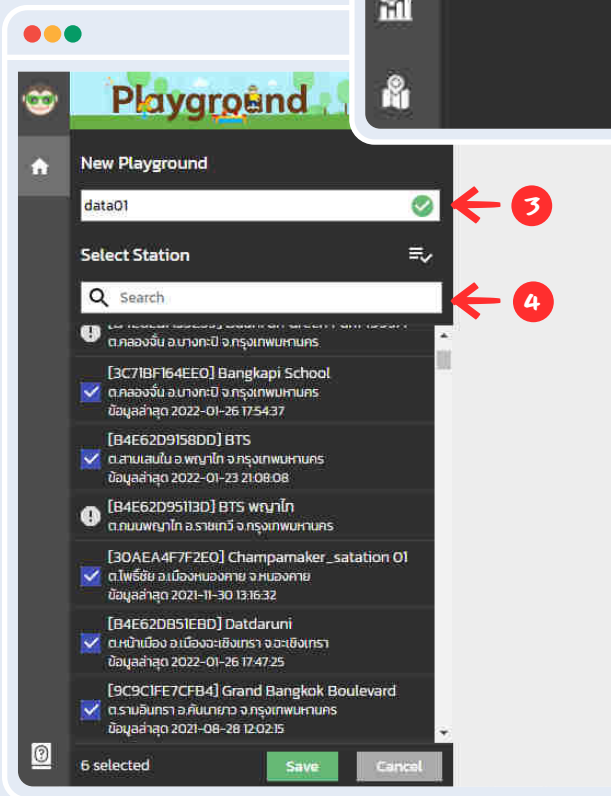 Playground
New Playground
data01
3
Select Station
Search
4
ต.คลองจั่น อ.บางกะปิ จ.กรุงเทพมหานคร
[3C71BF164EE0] Bangkapi School
ต.คลองจั่น อ.บางกะปิ จ.กรุงเทพมหานคร
ข้อมูลล่าสุด 2022-01-26 17:54:37
[B4E62D9158DD] BTS
ต.สามเสนใน อ.พญาไท จ.กรุงเทพมหานคร
ข้อมูลล่าสุด 2022-01-23 21:08:08
[B4E62D95113D] BTS พญาไท
ต.ถนนพญาไท อ.ราชเทวี จ.กรุงเทพมหานคร
[30AEA4F7F2E0] Champamaker_satation 01
ต.โพธิ์ชัย อ.เมืองหนองคาย จ.หนองคาย
ข้อมูลล่าสุด 2021-11-30 13:16:32
[B4E62DB51EBD] Datdaruni
ต.หน้าเมือง อ.เมืองฉะเชิงเทรา จ.ฉะเชิงเทรา
ข้อมูลล่าสุด 2022-01-26 17:47:25
[9C9C1FE7CFB4] Grand Bangkok Boulevard
ต.รามอินทรา อ.คันนายาว จ.กรุงเทพมหานคร
ข้อมูลล่าสุด 2021-08-28 12:02:15
6 selected
Save
Cancel